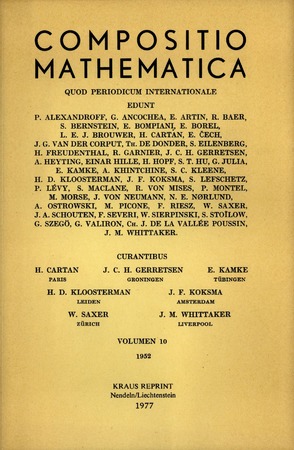 COMPOSITIO
MATHEMATICA
QUOD PERIODICUM INTERNATIONALE
EDUNT
P. ALEXANDROFF, G. ANCOCHEA, E. ARTIN, R. BAER,
S. BERNSTEIN, E. BOMPIANI, E. BOREL,
L. E. J. BROUWER, H. CARTAN, E. ČECH,
J. G. VAN DER CORPUT, TH. DE DONDER, S. EILENBERG,
H. FREUDENTHAL, R. GARNIER, J. C. H. GERRETSEN,
A. HEYTING, EINAR HILLE, H. HOPF, S. T. HU, G. JULIA,
E. KAMKE, A. KHINTCHINE, S. C. KLEENE,
H. D. KLOOSTERMAN, J. F. KOKSMA, S. LEFSCHETZ,
P. LÉVY, S. MACLANE, R. VON MISES, P. MONTEL,
M. MORSE, J. VON NEUMANN, N. E. NØRLUND,
A. OSTROWSKI, M. PICONE, F. RIESZ, W. SAXER,
J. A. SCHOUTEN, F. SEVERI, W. SIERPINSKI, S. STOÏLOW,
G. SZEGÖ, G. VALIRON, CH. J. DE LA VALLÉE POUSSIN,
J. M. WHITTAKER.
CURANTIBUS
H. CARTAN J. C. H. GERRETSEN E. KAMKE
PARIS GRONINGEN TÜBINGEN
H. D. KLOOSTERMAN J. F. KOKSMA
LEIDEN AMSTERDAM
W. SAXER J. M. WHITTAKER
ZÜRICH LIVERPOOL
VOLUMEN 10
1952
KRAUS REPRINT
Nendeln/Liechtenstein
1977